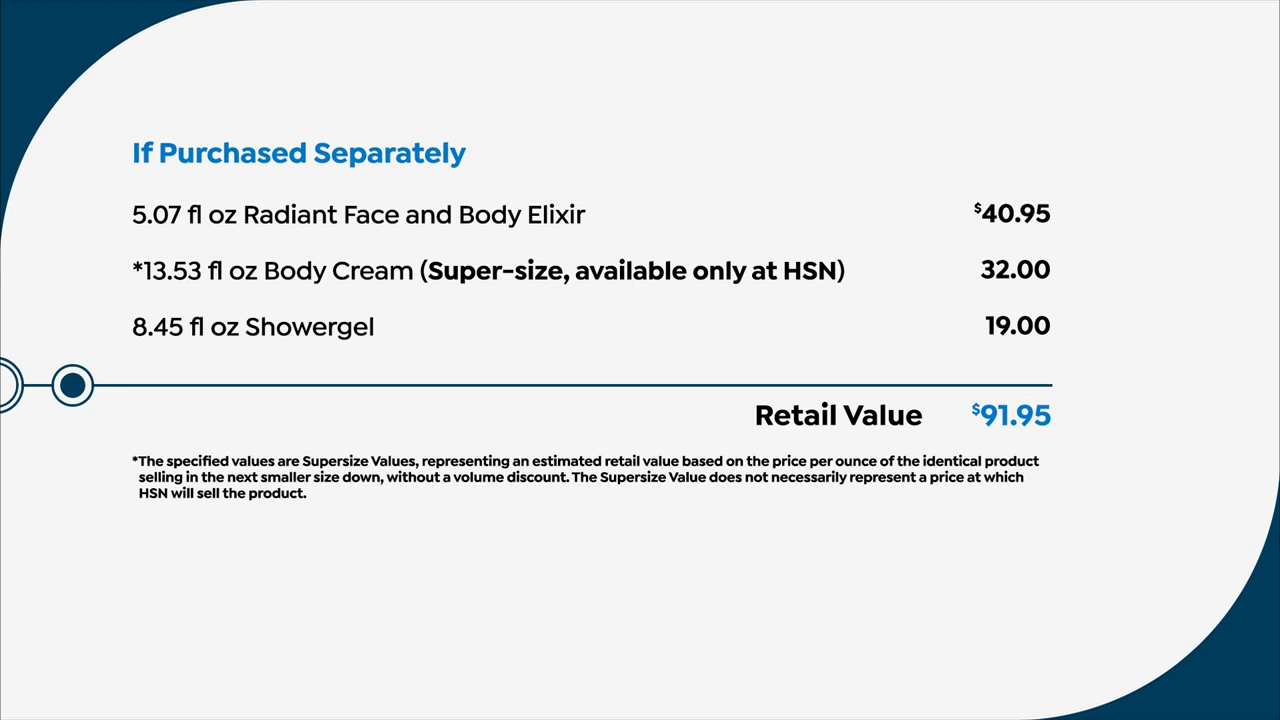 If Purchased Separately
5.07 fl oz Radiant Face and Body Elixir $40.95
*13.53 fl oz Body Cream (Super-size, available only at HSN) 32.00
8.45 fl oz Showergel 19.00
Retail Value $91.95
*The specified values are Supersize Values, representing an estimated retail value based on the price per ounce of the identical product
selling in the next smaller size down, without a volume discount. The Supersize Value does not necessarily represent a price at which
HSN will sell the product.